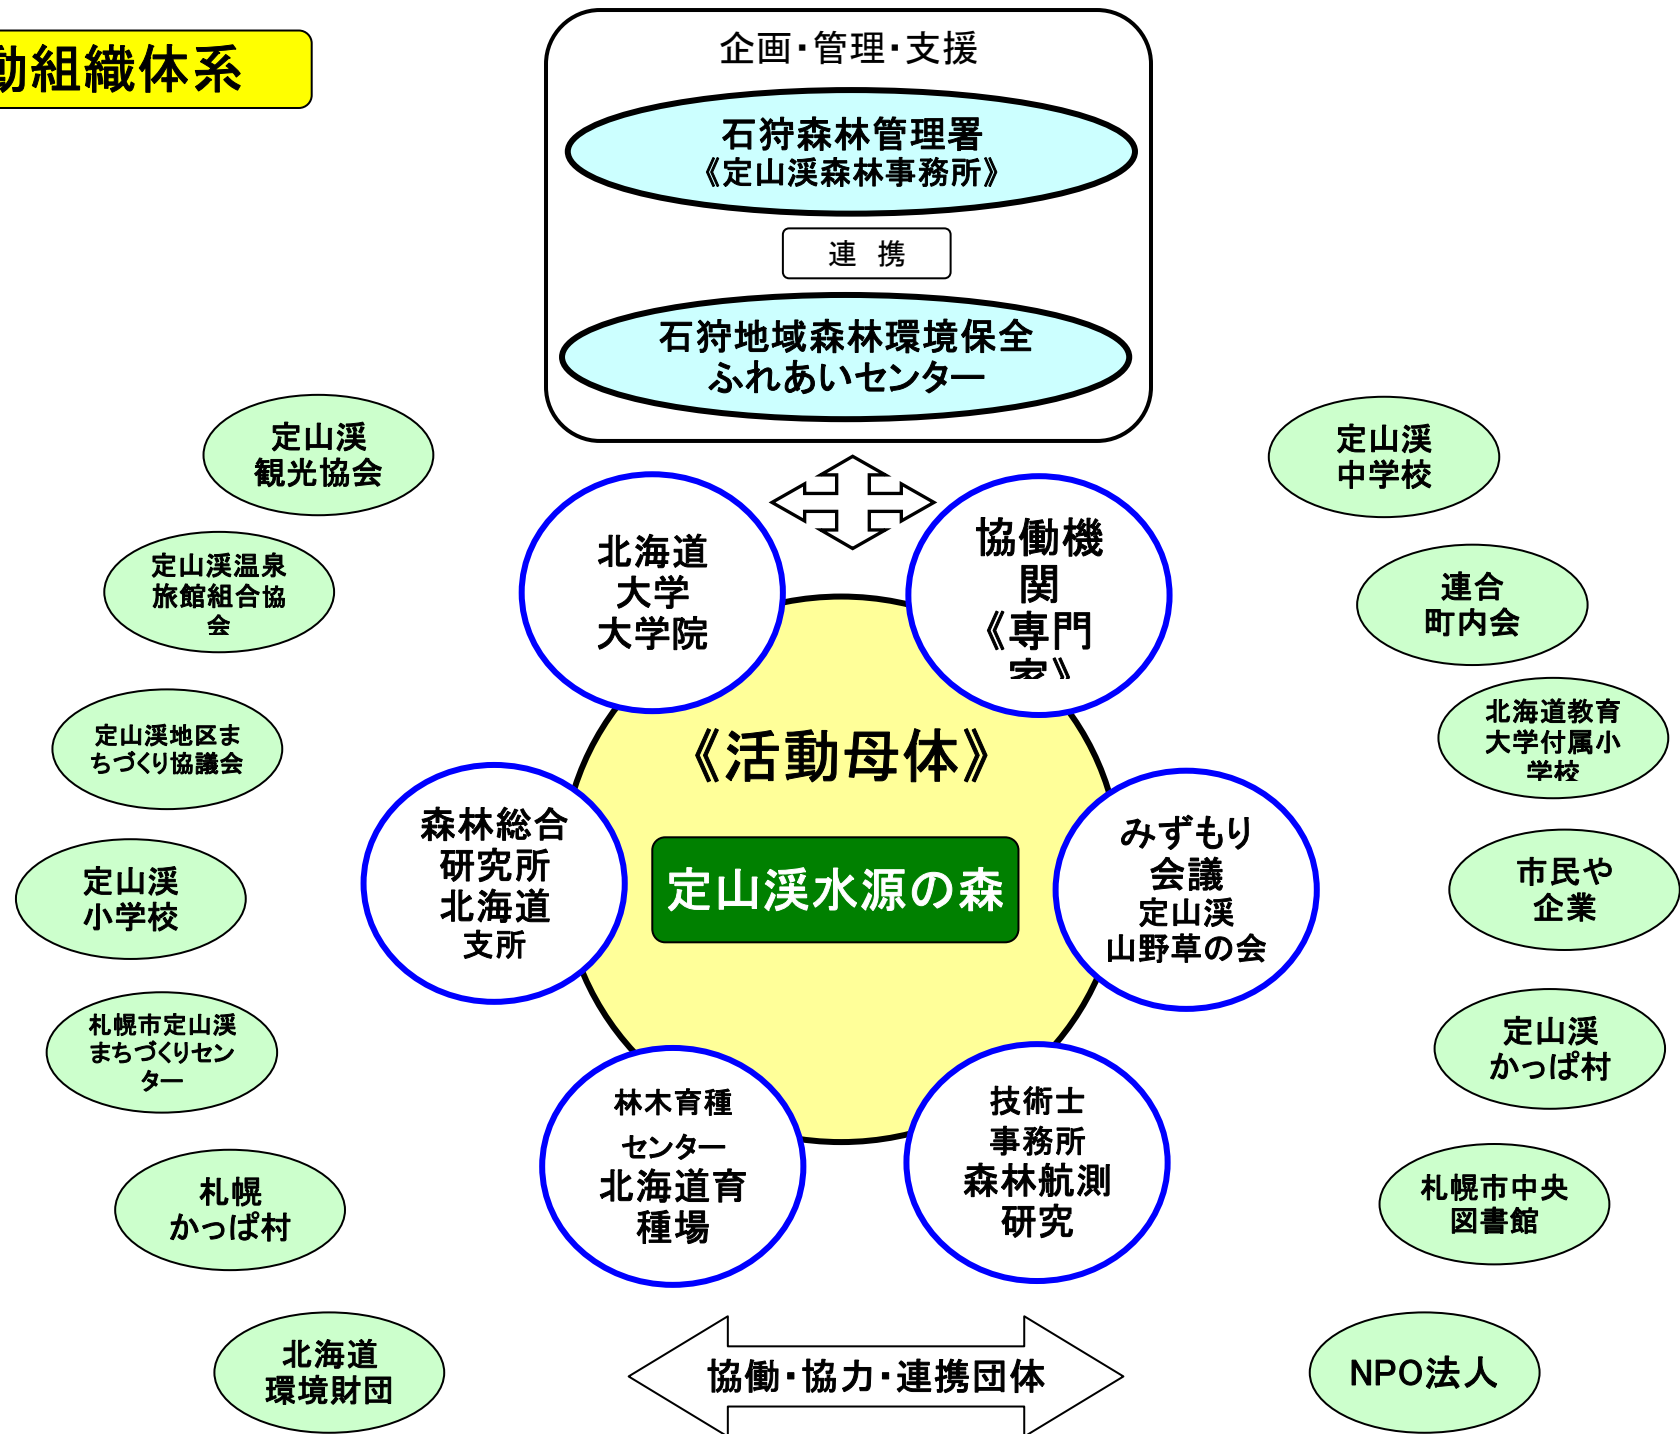 動組織体系
企画・管理・支援
石狩森林管理署
《定山渓森林事務所》
連 携
石狩地域森林環境保全
ふれあいセンター
定山渓
観光協会
定山渓温泉
旅館組合協
会
定山渓地区ま
ちづくり協議会
定山渓
小学校
札幌市定山渓
まちづくりセン
ター
札幌
かっぱ村
北海道
環境財団
北海道
大学
大学院
協働機
関
《専門
家》
《活動母体》
定山渓水源の森
森林総合
研究所
北海道
支所
みずもり
会議
定山渓
山野草の会
林木育種
センター
北海道育
種場
技術士
事務所
森林航測
研究
協働・協力・連携団体
定山渓
中学校
連合
町内会
北海道教育
大学付属小
学校
市民や
企業
定山渓
かっぱ村
札幌市中央
図書館
NPO法人